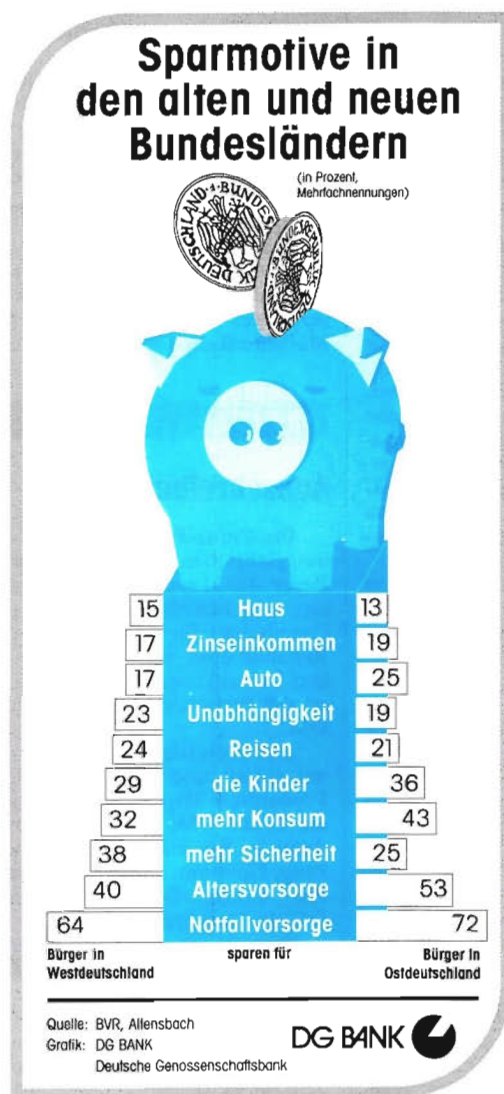 Sparmotive in
den alten und neuen
Bundesländern
(in Prozent,
Mehrfachnennungen)
DEUTSCHLAND · BUNDES
15 Haus 13
17 Zinseinkommen 19
17 Auto 25
23 Unabhängigkeit 19
24 Reisen 21
29 die Kinder 36
32 mehr Konsum 43
38 mehr Sicherheit 25
40 Altersvorsorge 53
64 Notfallvorsorge 72
Bürger in sparen für Bürger in
Westdeutschland Ostdeutschland
Quelle: BVR, Allensbach
Grafik: DG BANK
Deutsche Genossenschaftsbank
DG BANK